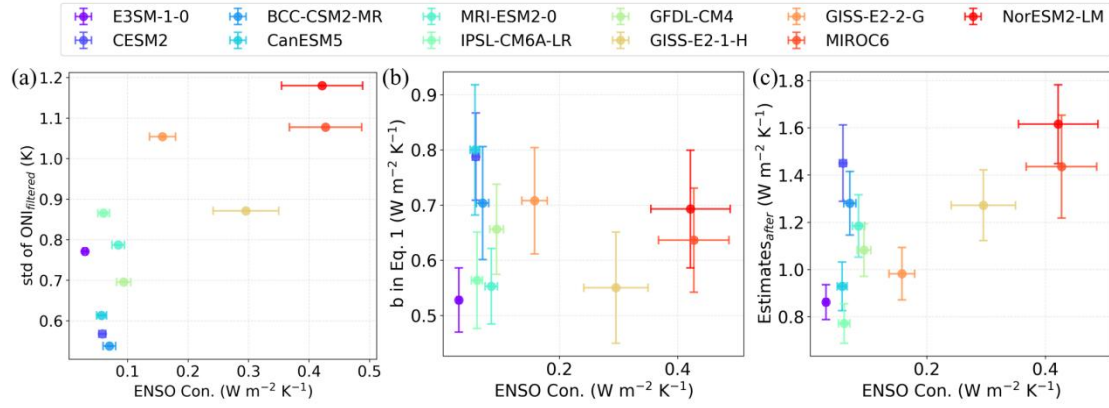 E3SM-1-0 BCC-CSM2-MR MRI-ESM2-0 GFDL-CM4 GISS-E2-2-G NorESM2-LM
CESM2 CanESM5 IPSL-CM6A-LR GISS-E2-1-H MIROC6
(a)
std of ONI_filtered (K)
1.2
1.1
1.0
0.9
0.8
0.7
0.6
0.1 0.2 0.3 0.4 0.5
ENSO Con. (W m⁻² K⁻¹)
(b)
b in Eq. 1 (W m⁻² K⁻¹)
0.9
0.8
0.7
0.6
0.5
0.2 0.4
ENSO Con. (W m⁻² K⁻¹)
(c)
Estimates_after (W m⁻² K⁻¹)
1.8
1.6
1.4
1.2
1.0
0.8
0.2 0.4
ENSO Con. (W m⁻² K⁻¹)